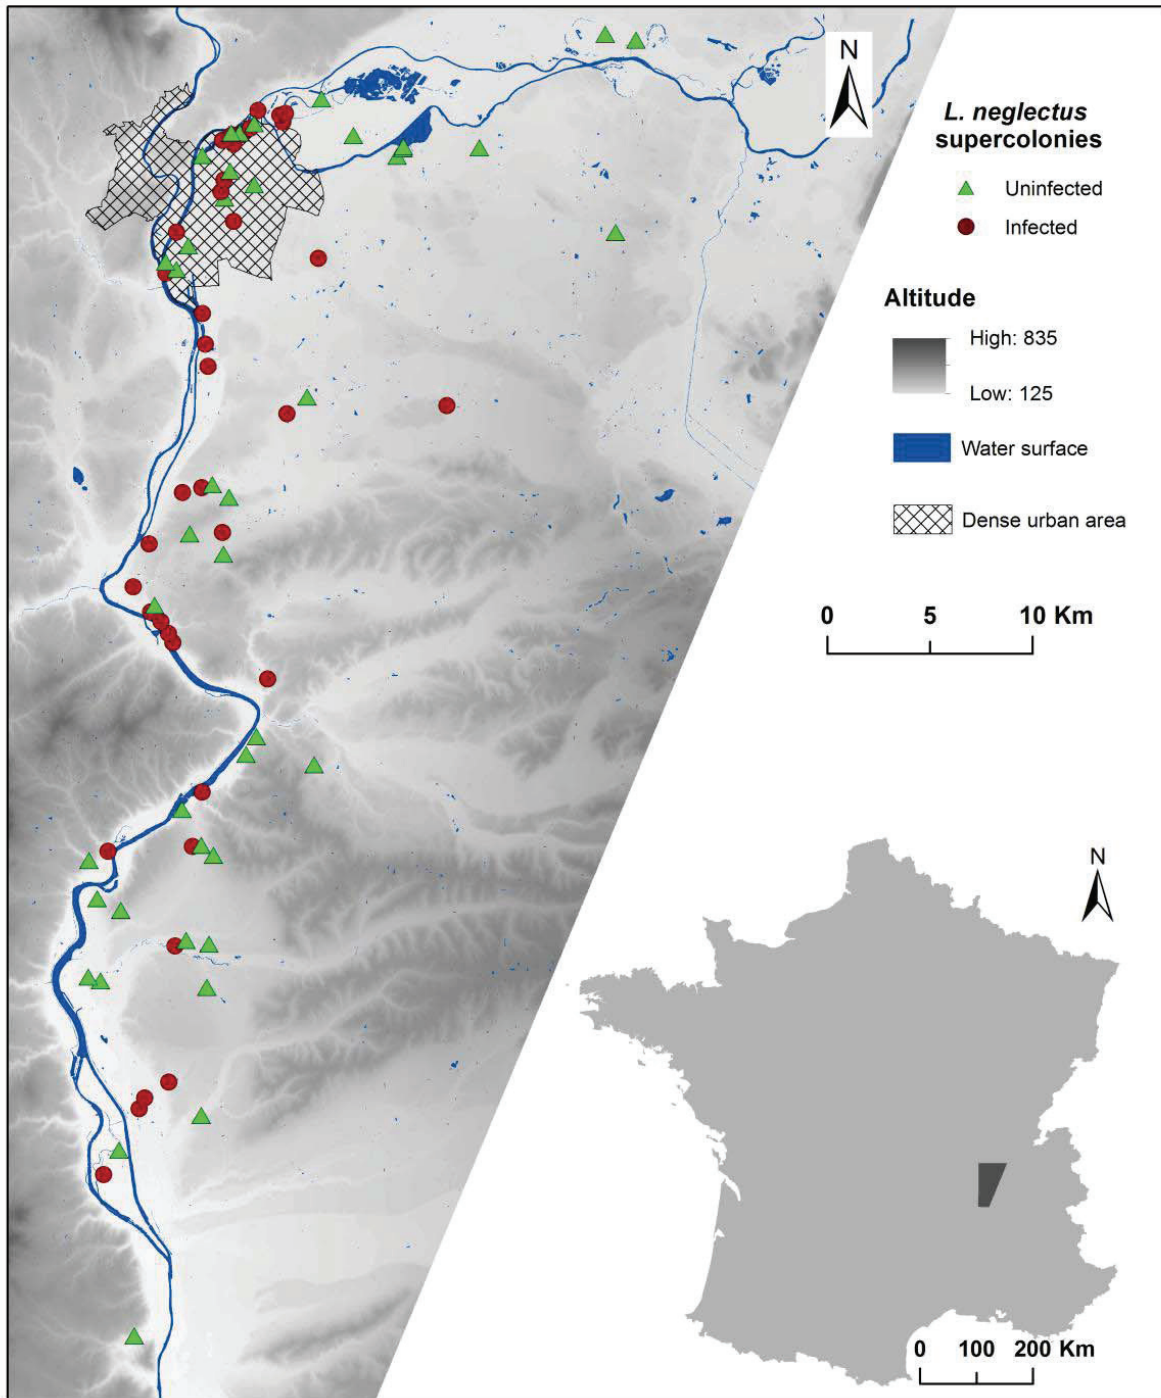 N
L. neglectus
supercolonies
Uninfected
Infected
Altitude
High: 835
Low: 125
Water surface
Dense urban area
0 5 10 Km
N
0 100 200 Km